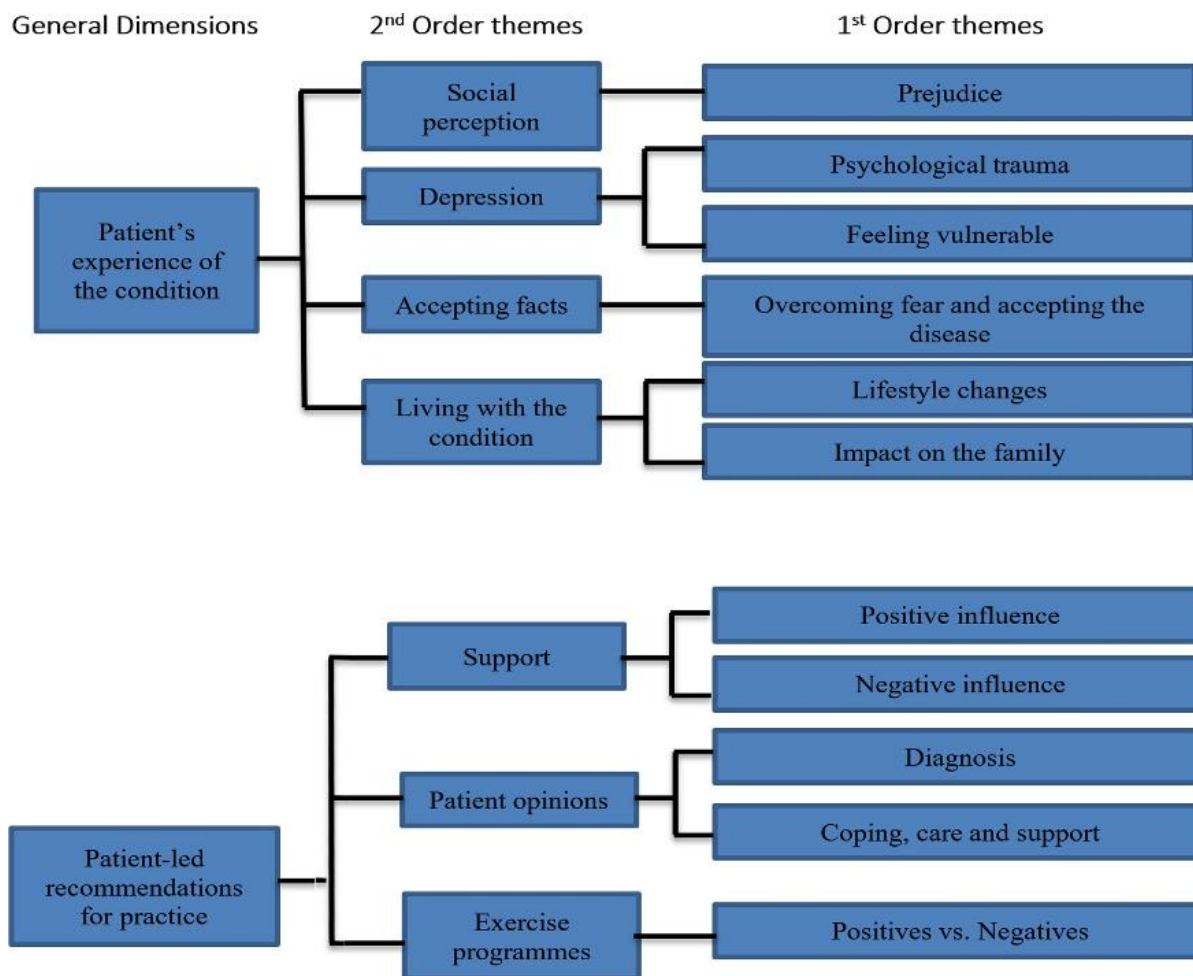 General Dimensions
2nd Order themes
1st Order themes
Social
perception
Prejudice
Psychological trauma
Depression
Feeling vulnerable
Patient’s
experience of
the condition
Accepting facts
Overcoming fear and accepting the
disease
Living with the
condition
Lifestyle changes
Impact on the family
Support
Positive influence
Negative influence
Patient opinions
Diagnosis
Coping, care and support
Patient-led
recommendations
for practice
Exercise
programmes
Positives vs. Negatives